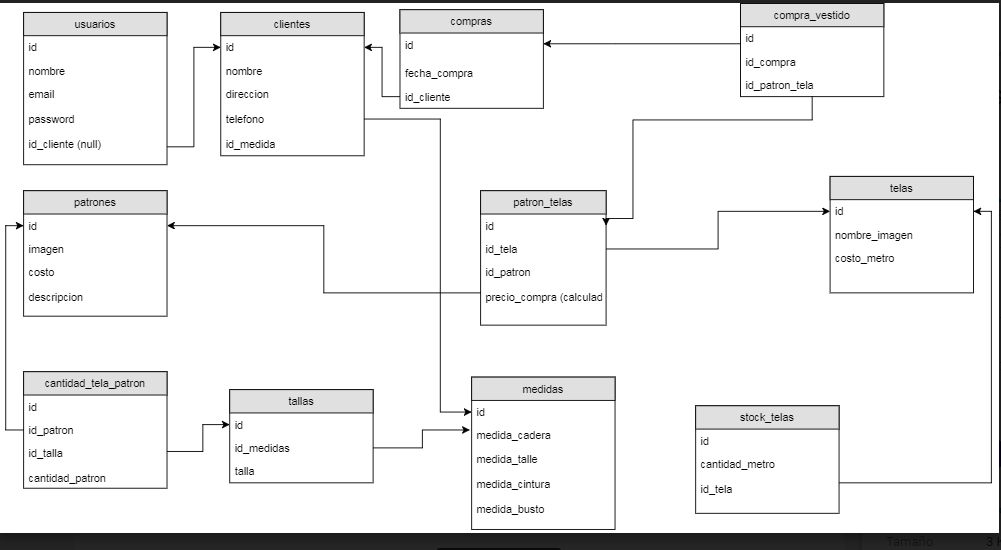 usuarios
id
nombre
email
password
id_cliente (null)
clientes
id
nombre
direccion
telefono
id_medida
compras
id
fecha_compra
id_cliente
compra_vestido
id
id_compra
id_patron_tela
patrones
id
imagen
costo
descripcion
patron_telas
id
id_tela
id_patron
precio_compra (calculad
telas
id
nombre_imagen
costo_metro
cantidad_tela_patron
id
id_patron
id_talla
cantidad_patron
tallas
id
id_medidas
talla
medidas
id
medida_cadera
medida_talle
medida_cintura
medida_busto
stock_telas
id
cantidad_metro
id_tela
Tamaño